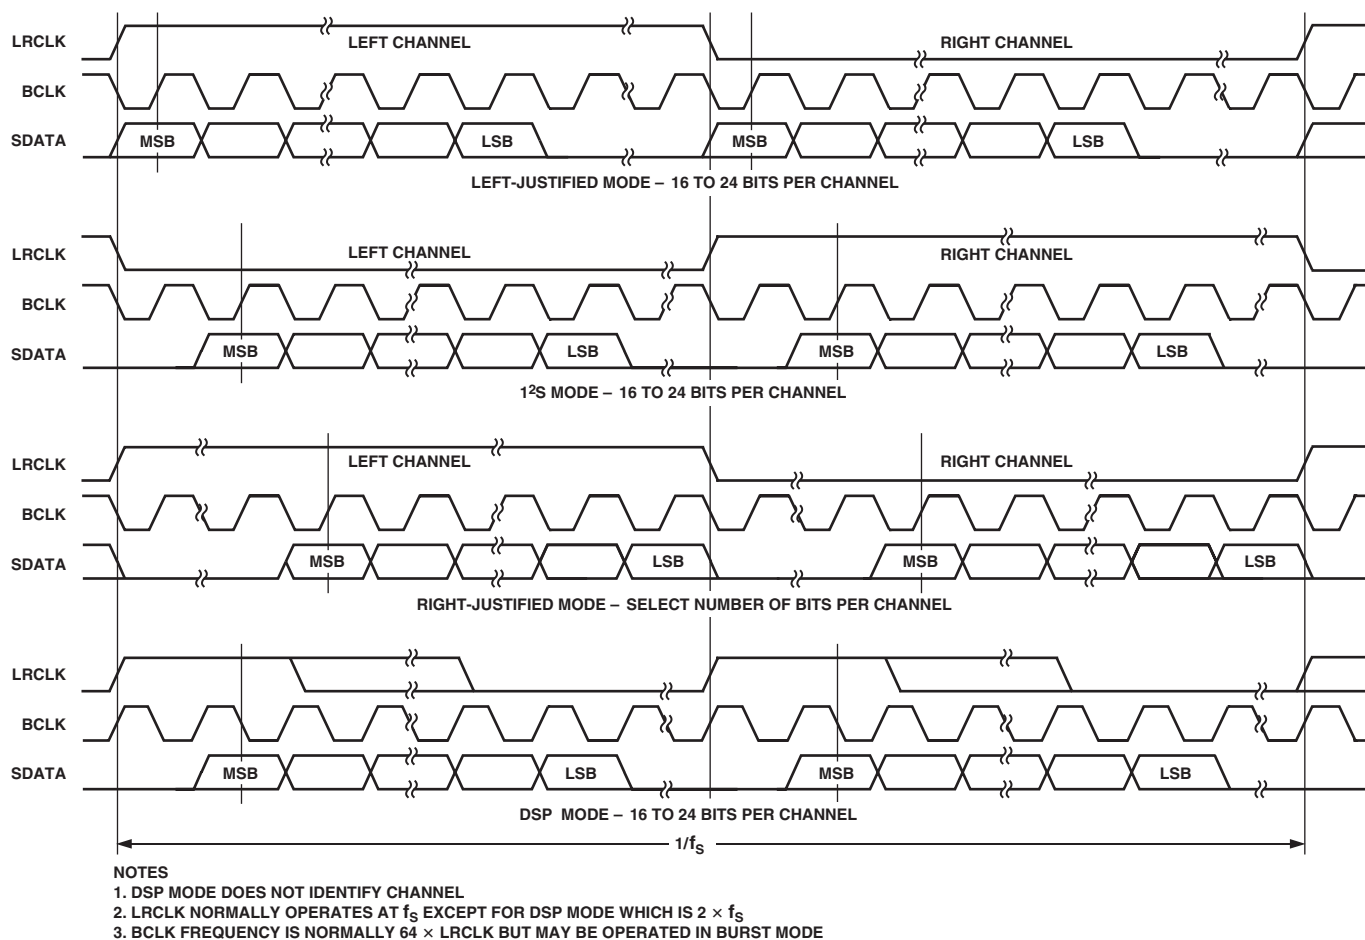 LRCLK LEFT CHANNEL RIGHT CHANNEL
BCLK
SDATA MSB LSB MSB LSB
LEFT-JUSTIFIED MODE – 16 TO 24 BITS PER CHANNEL
LRCLK LEFT CHANNEL RIGHT CHANNEL
BCLK
SDATA MSB LSB MSB LSB
1²S MODE – 16 TO 24 BITS PER CHANNEL
LRCLK LEFT CHANNEL RIGHT CHANNEL
BCLK
SDATA MSB LSB MSB LSB
RIGHT-JUSTIFIED MODE – SELECT NUMBER OF BITS PER CHANNEL
LRCLK
BCLK
SDATA MSB LSB MSB LSB
DSP MODE – 16 TO 24 BITS PER CHANNEL
1/fS
NOTES
1. DSP MODE DOES NOT IDENTIFY CHANNEL
2. LRCLK NORMALLY OPERATES AT fS EXCEPT FOR DSP MODE WHICH IS 2 × fS
3. BCLK FREQUENCY IS NORMALLY 64 × LRCLK BUT MAY BE OPERATED IN BURST MODE